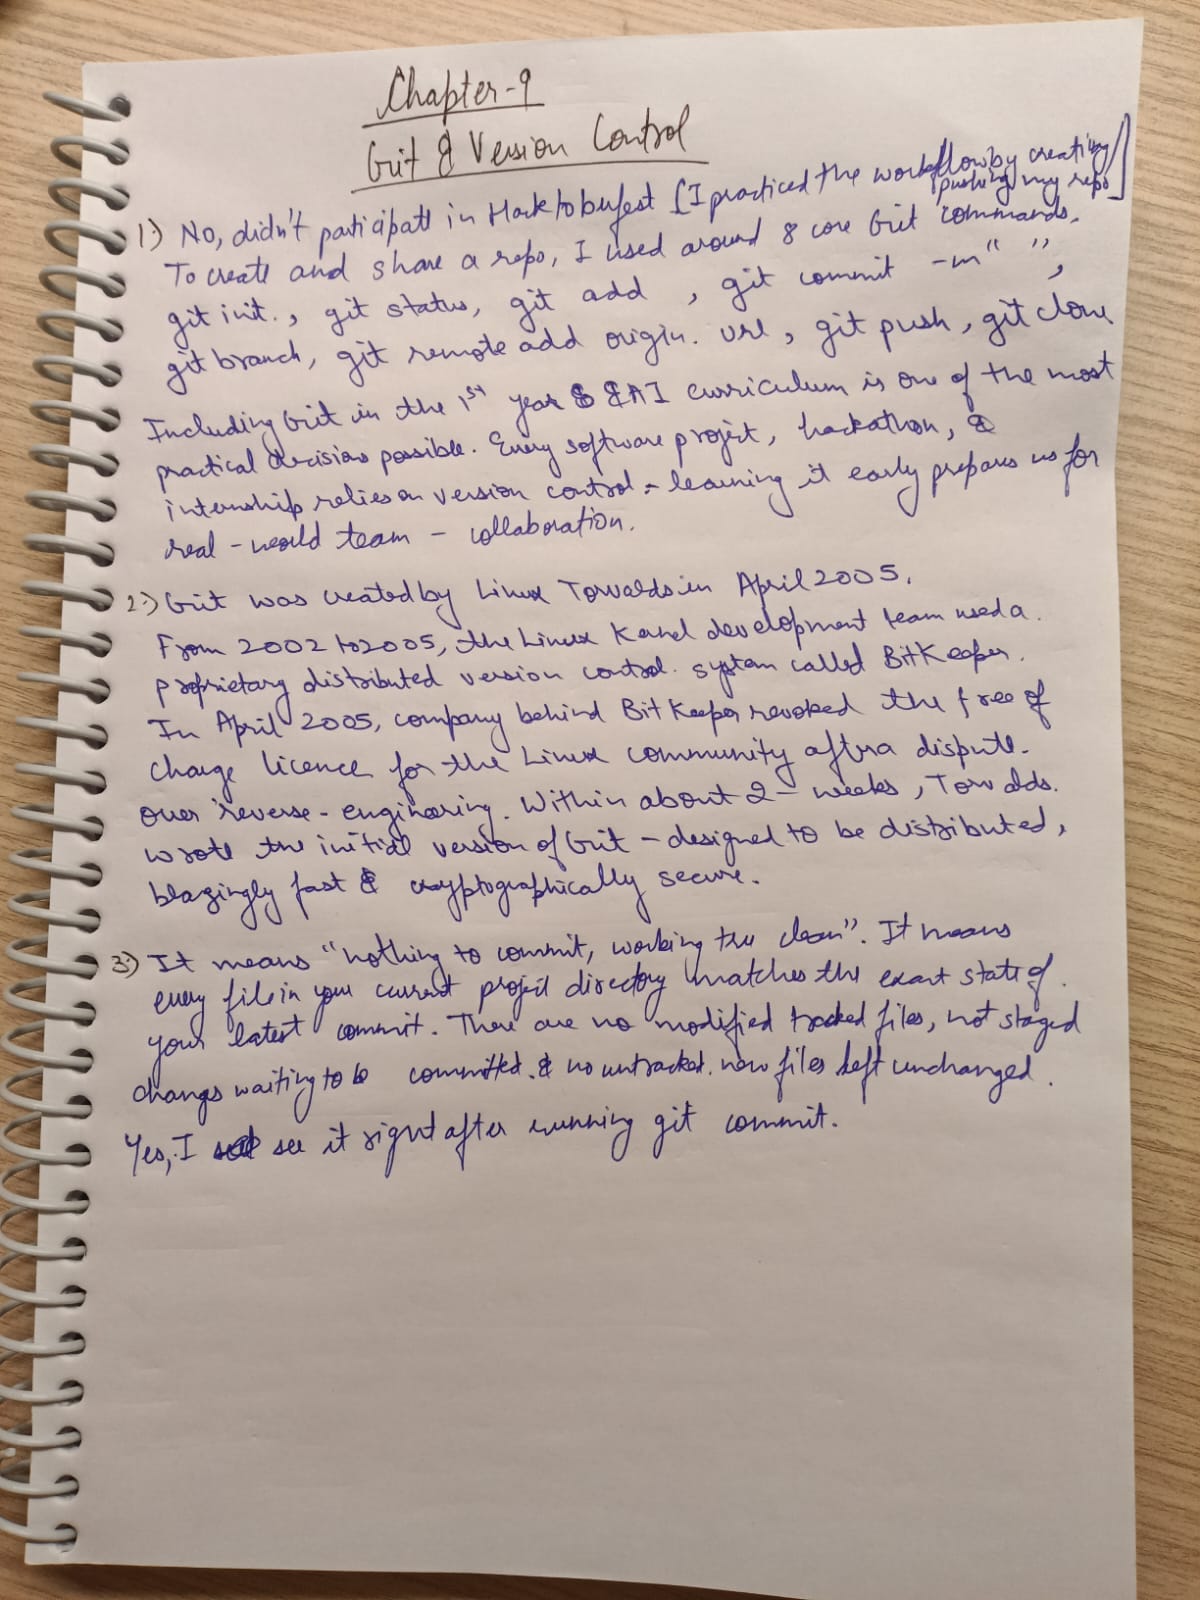 Chapter-9
Git & Version Control
1) No, didn't participate in Hacktobufest [I practiced the workflow by creating pushing my repo]
To create and share a repo, I used around 8 core Git commands.
git init., git status, git add , git commit -m" ",
git branch, git remote add origin. url, git push, git clone
Including Git in the 1st year AI curriculum is one of the most
practical decisions possible. Every software project, hackathon, &
internship relies on version control - learning it early prepares us for
real - world team - collaboration.
2.) Git was created by Linux Torvalds in April 2005.
From 2002 to 2005, the Linux Kernel development team used a.
proprietary distributed version control. system called BitKeeper.
In April 2005, company behind BitKeeper revoked the free of
charge licence for the Linux community after a dispute.
over reverse - enginering. Within about 2 - weeks, Torvalds.
wrote the initial version of Git - designed to be distributed,
blazingly fast & cryptographically secure.
3.) It means "nothing to commit, working tree clean". It means
every file in your current project directory matches the exact state of.
your latest commit. There are no modified tracked files, not staged
changes waiting to be committed. & no untracked. new files left unchanged.
Yes, I see it right after running git commit.